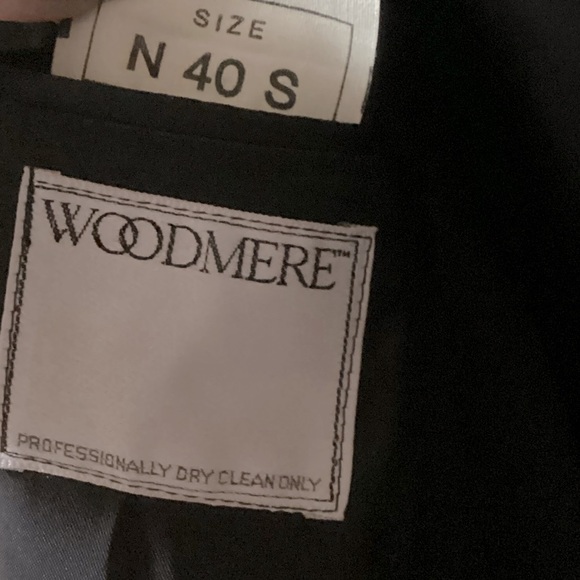 SIZE
N 40 S
WOODMERE™
PROFESSIONALLY DRY CLEAN ONLY